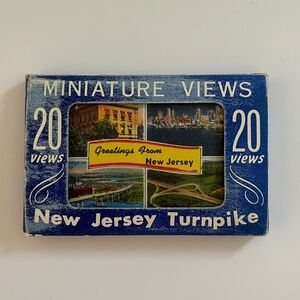 MINIATURE VIEWS
20 views
20 views
Greetings From
New Jersey
New Jersey Turnpike